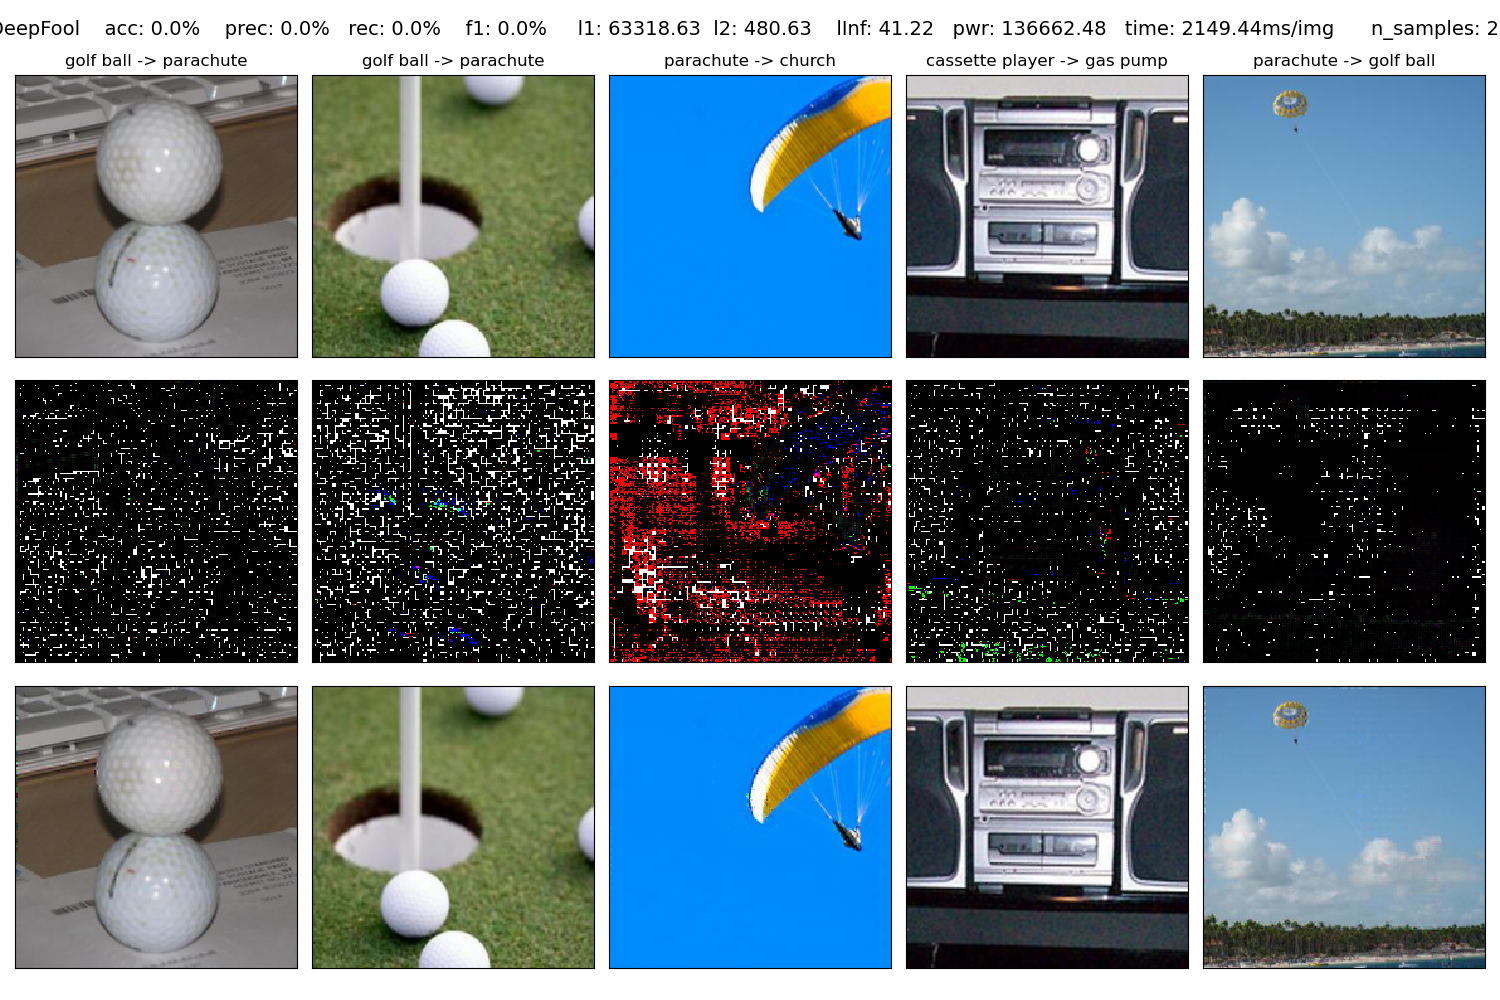 DeepFool    acc: 0.0%    prec: 0.0%   rec: 0.0%    f1: 0.0%     l1: 63318.63  l2: 480.63    lInf: 41.22   pwr: 136662.48   time: 2149.44ms/img      n_samples: 2
golf ball -> parachute
golf ball -> parachute
parachute -> church
cassette player -> gas pump
parachute -> golf ball